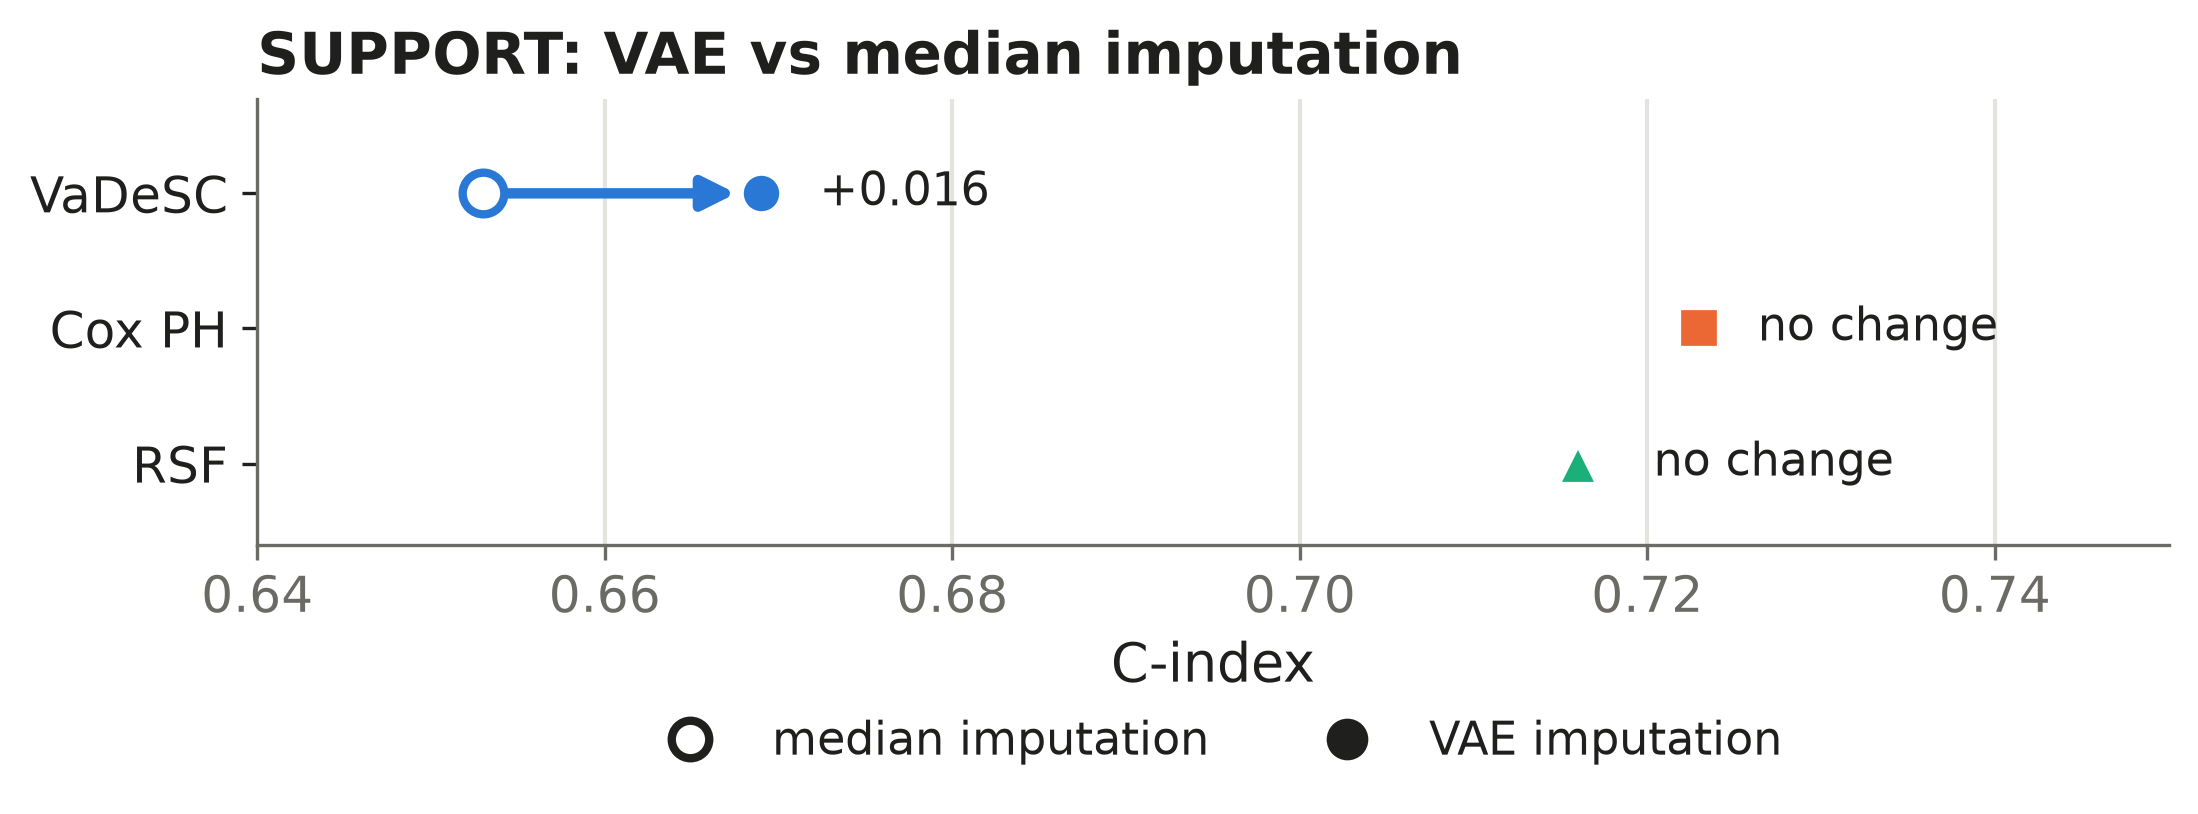 SUPPORT: VAE vs median imputation
VaDeSC
+0.016
Cox PH
no change
RSF
no change
0.64 0.66 0.68 0.70 0.72 0.74
C-index
median imputation VAE imputation